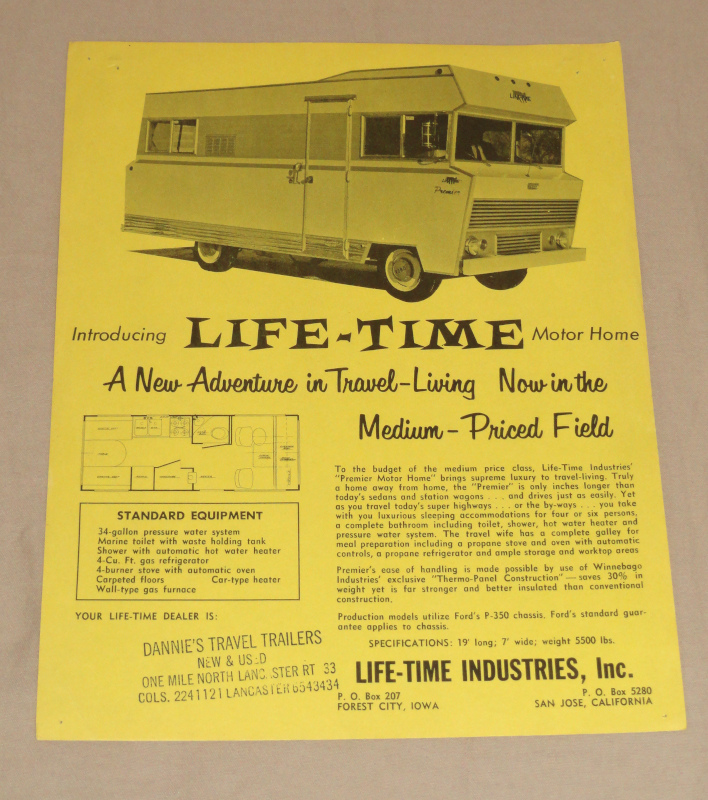 LIFE-TIME
Premier
Introducing LIFE-TIME Motor Home
A New Adventure in Travel-Living Now in the
Medium-Priced Field
STANDARD EQUIPMENT
34-gallon pressure water system
Marine toilet with waste holding tank
Shower with automatic hot water heater
4-Cu. Ft. gas refrigerator
4-burner stove with automatic oven
Carpeted floors Car-type heater
Wall-type gas furnace
YOUR LIFE-TIME DEALER IS:
DANNIE'S TRAVEL TRAILERS
NEW & US D
ONE MILE NORTH LANC STER RT 33
COLS. 2241121 LANCASTER 6543434
To the budget of the medium price class, Life-Time Industries'
"Premier Motor Home" brings supreme luxury to travel-living. Truly
a home away from home, the "Premier" is only inches longer than
today's sedans and station wagons . . . and drives just as easily. Yet
as you travel today's super highways . . . or the by-ways . . . you take
with you luxurious sleeping accommodations for four or six persons,
a complete bathroom including toilet, shower, hot water heater and
pressure water system. The travel wife has a complete galley for
meal preparation including a propane stove and oven with automatic
controls, a propane refrigerator and ample storage and worktop areas
Premier's ease of handling is made possible by use of Winnebago
Industries' exclusive "Thermo-Panel Construction" — saves 30% in
weight yet is far stronger and better insulated than conventional
construction.
Production models utilize Ford's P-350 chassis. Ford's standard guar-
antee applies to chassis.
SPECIFICATIONS: 19' long; 7' wide; weight 5500 lbs.
LIFE-TIME INDUSTRIES, Inc.
P. O. Box 207
FOREST CITY, IOWA
P. O. Box 5280
SAN JOSE, CALIFORNIA